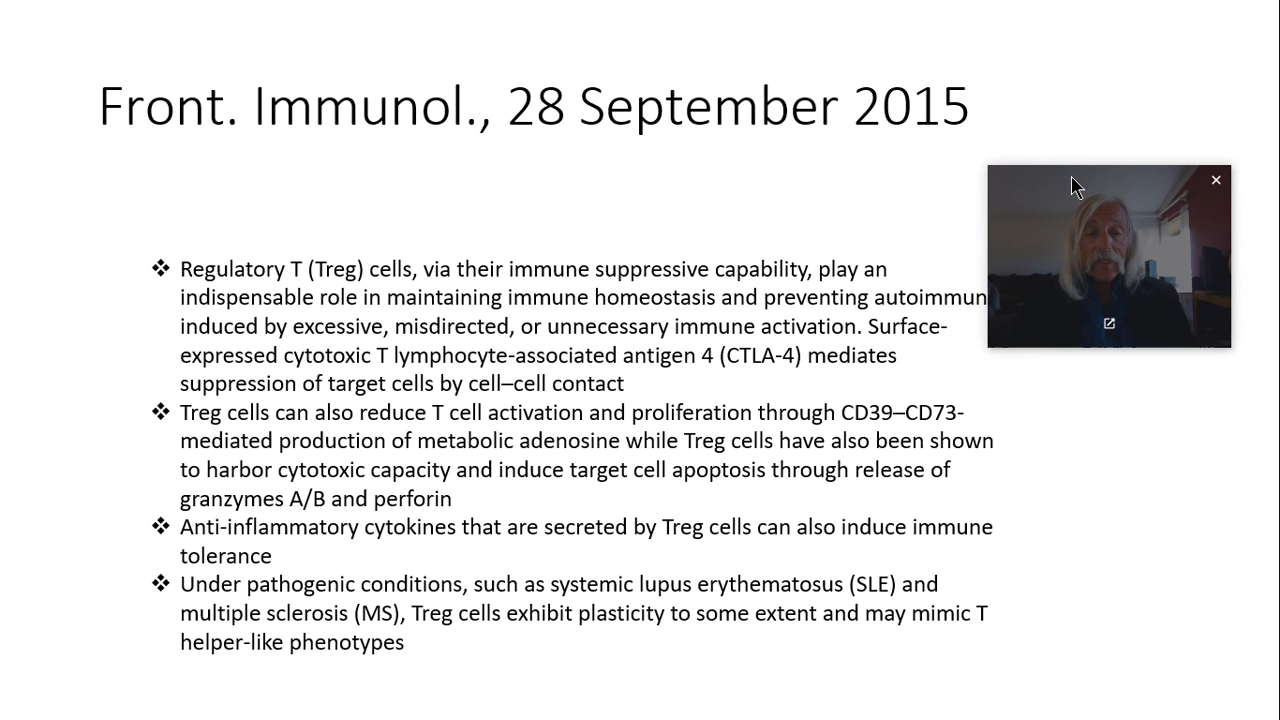 Front. Immunol., 28 September 2015
❖ Regulatory T (Treg) cells, via their immune suppressive capability, play an
indispensable role in maintaining immune homeostasis and preventing autoimmun
induced by excessive, misdirected, or unnecessary immune activation. Surface-
expressed cytotoxic T lymphocyte-associated antigen 4 (CTLA-4) mediates
suppression of target cells by cell–cell contact
❖ Treg cells can also reduce T cell activation and proliferation through CD39–CD73-
mediated production of metabolic adenosine while Treg cells have also been shown
to harbor cytotoxic capacity and induce target cell apoptosis through release of
granzymes A/B and perforin
❖ Anti-inflammatory cytokines that are secreted by Treg cells can also induce immune
tolerance
❖ Under pathogenic conditions, such as systemic lupus erythematosus (SLE) and
multiple sclerosis (MS), Treg cells exhibit plasticity to some extent and may mimic T
helper-like phenotypes